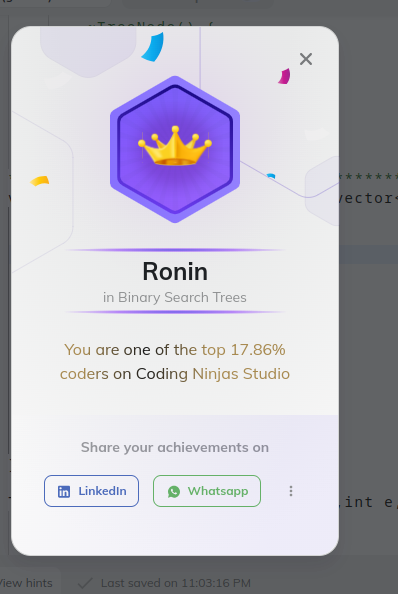 TreeNode() {
*******
vector<
Ronin
in Binary Search Trees
You are one of the top 17.86%
coders on Coding Ninjas Studio
Share your achievements on
LinkedIn
Whatsapp
int e,
View hints
Last saved on 11:03:16 PM